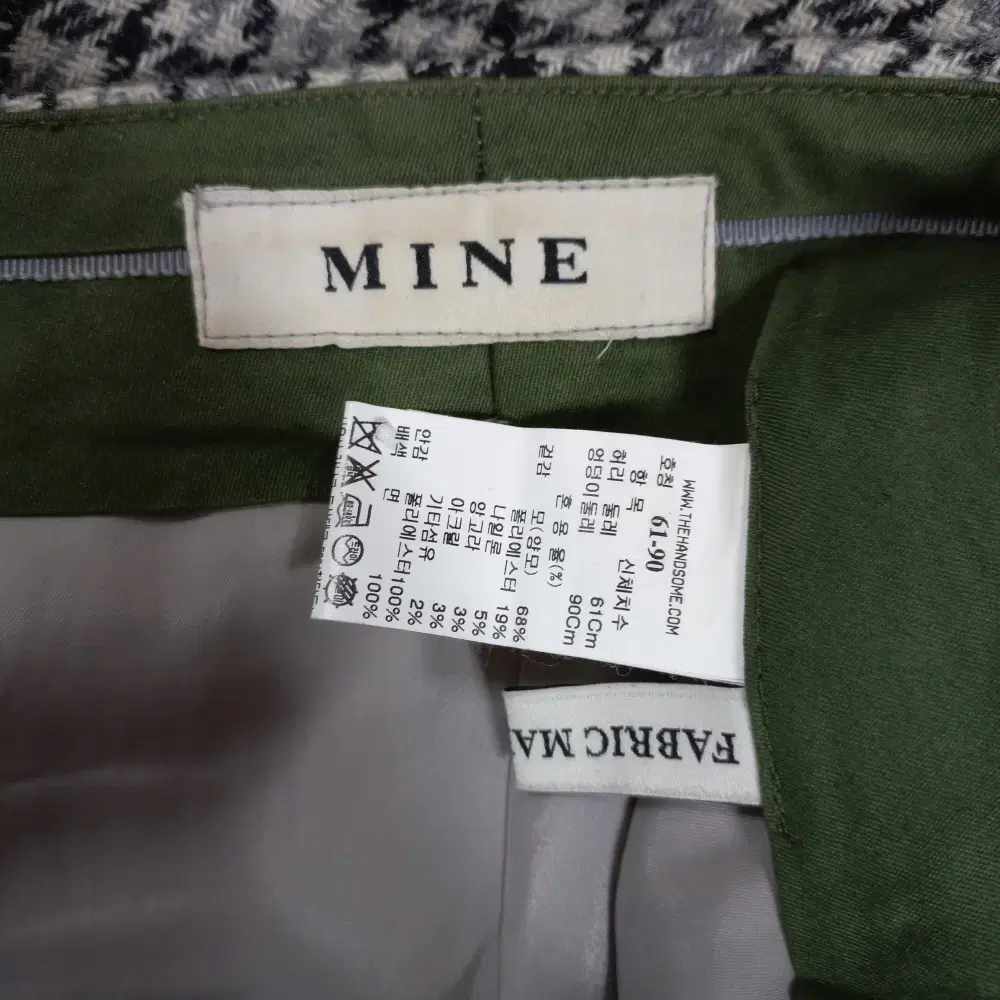 MINE
WWW.THEHANDSOME.COM
호칭 61-90
항 목 신체치수
허리 둘레 61Cm
엉덩이둘레 90Cm
혼 용 율(%)
겉감 모(양모) 68%
폴리에스터 19%
나일론 5%
앙고라 3%
아크릴 3%
기타섬유 2%
안감 폴리에스터100%
배색 면 100%
FABRIC MA